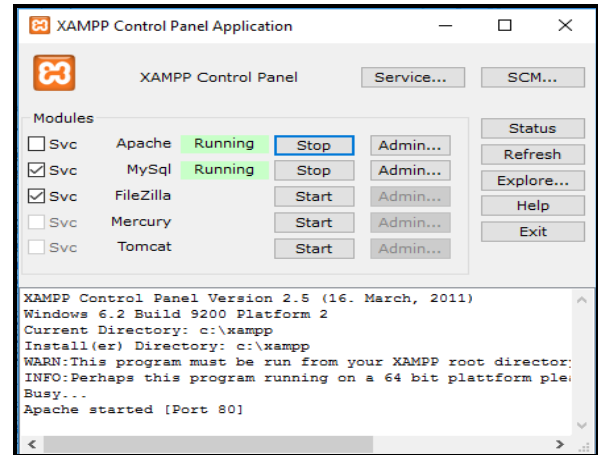 XAMPP Control Panel Application
XAMPP Control Panel Service... SCM...
Modules
Status
Svc Apache Running Stop Admin...
Refresh
Svc MySql Running Stop Admin...
Explore...
Svc FileZilla Start Admin...
Help
Svc Mercury Start Admin...
Exit
Svc Tomcat Start Admin...
XAMPP Control Panel Version 2.5 (16. March, 2011)
Windows 6.2 Build 9200 Platform 2
Current Directory: c:\xampp
Install(er) Directory: c:\xampp
WARN:This program must be run from your XAMPP root director
INFO:Perhaps this program running on a 64 bit plattform ple
Busy...
Apache started [Port 80]